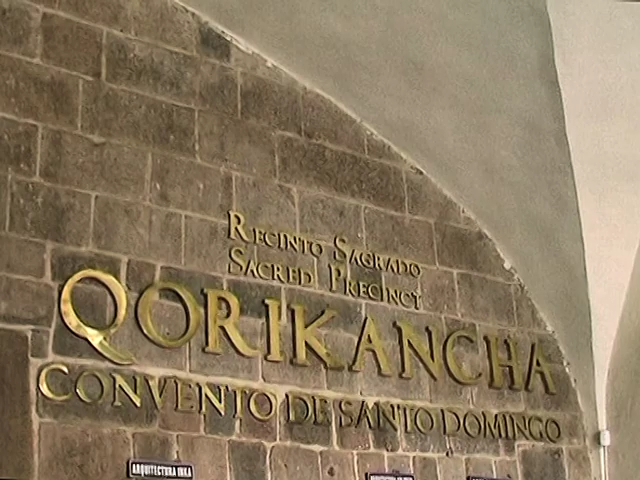 Recinto Sagrado
Sacred Precinct
QORIKANCHA
CONVENTO DE SANTO DOMINGO
ARQUITECTURA INKA